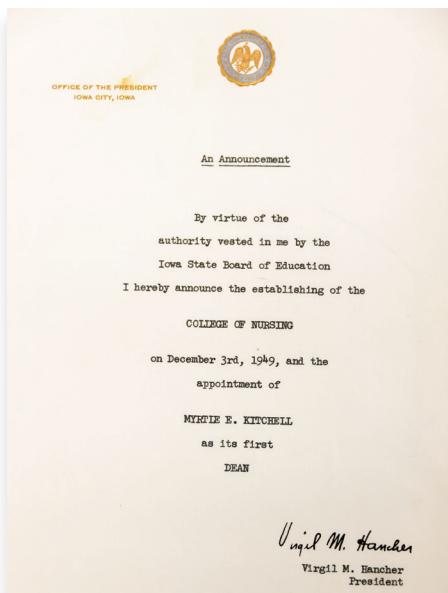 OFFICE OF THE PRESIDENT
IOWA CITY, IOWA
An Announcement
By virtue of the
authority vested in me by the
Iowa State Board of Education
I hereby announce the establishing of the
COLLEGE OF NURSING
on December 3rd, 1949, and the
appointment of
MYRTLE E. KITCHELL
as its first
DEAN
Virgil M. Hancher
Virgil M. Hancher
President